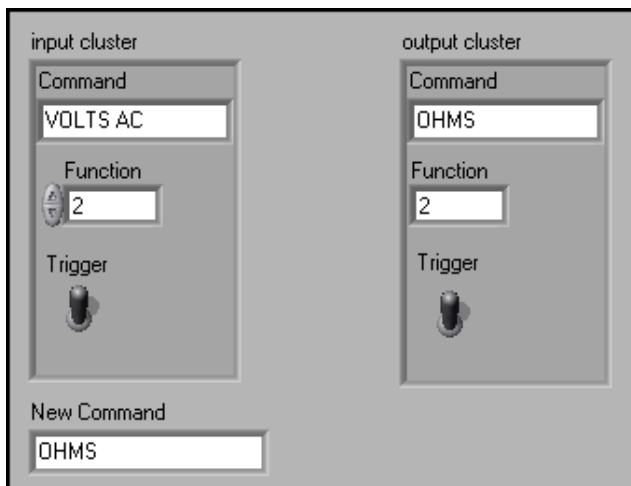 input cluster
Command
VOLTS AC
Function
2
Trigger
New Command
OHMS
output cluster
Command
OHMS
Function
2
Trigger